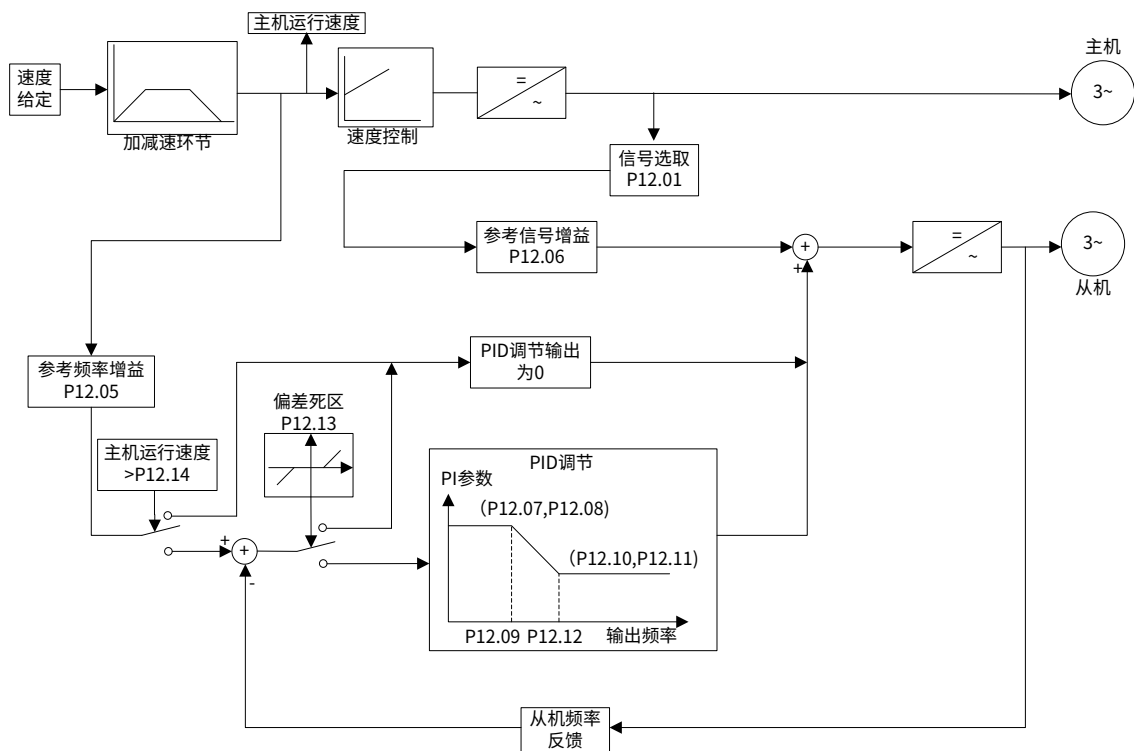 主机运行速度
主机
速度
给定
=
~
3~
加减速环节
速度控制
信号选取
P12.01
参考信号增益
P12.06
+
+
=
~
3~
从机
参考频率增益
P12.05
PID调节输出
为0
偏差死区
P12.13
主机运行速度
>P12.14
PID调节
PI参数
（P12.07,P12.08)
（P12.10,P12.11)
P12.09
P12.12
输出频率
+
+
-
从机频率
反馈